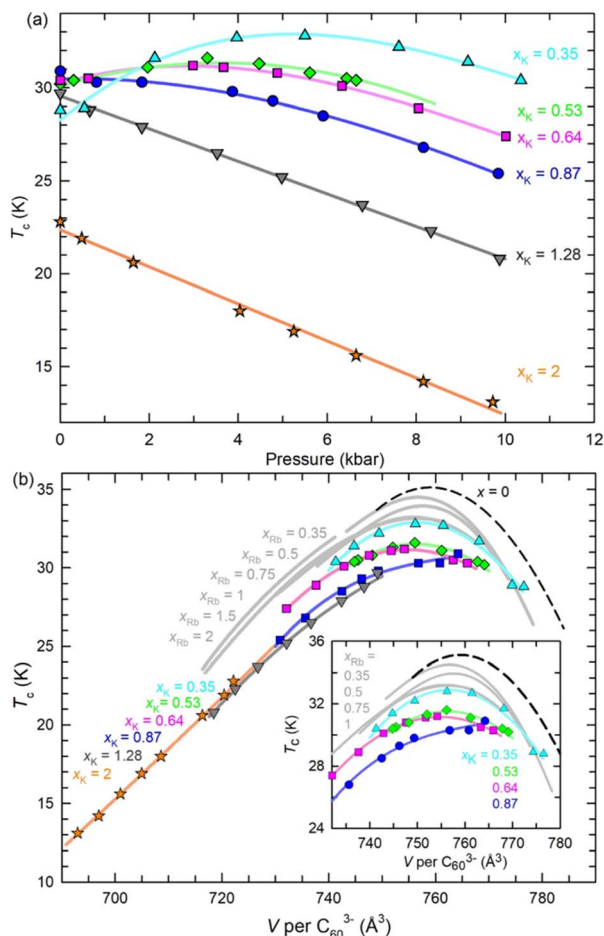 (a)
35
30
25
20
15
T_c (K)
x_K = 0.35
x_K = 0.53
x_K = 0.64
x_K = 0.87
x_K = 1.28
x_K = 2
0 2 4 6 8 10 12
Pressure (kbar)
(b)
35
30
25
20
15
10
T_c (K)
x = 0
x_Rb = 0.35
x_Rb = 0.5
x_Rb = 0.75
x_Rb = 1
x_Rb = 1.5
x_Rb = 2
x_K = 0.35
x_K = 0.53
x_K = 0.64
x_K = 0.87
x_K = 1.28
x_K = 2
36
33
30
27
24
T_c (K)
x_Rb =
0.35
0.5
0.75
1
x_K = 0.35
0.53
0.64
0.87
740 750 760 770 780
V per C_60^3- (Å^3)
700 720 740 760 780
V per C_60^3- (Å^3)